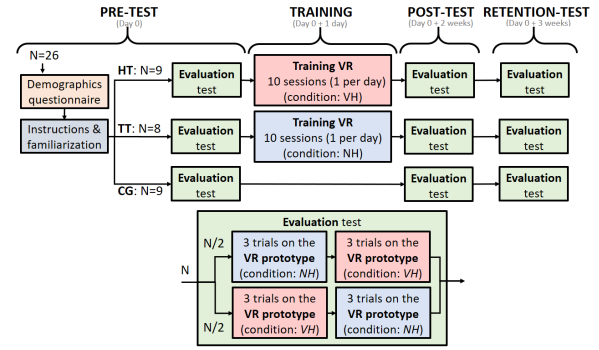 PRE-TEST
(Day 0)
TRAINING
(Day 0 + 1 day)
POST-TEST
(Day 0 + 2 weeks)
RETENTION-TEST
(Day 0 + 3 weeks)
N=26
Demographics
questionnaire
Instructions &
familiarization
HT: N=9
Evaluation
test
Training VR
10 sessions (1 per day)
(condition: VH)
Evaluation
test
Evaluation
test
TT: N=8
Evaluation
test
Training VR
10 sessions (1 per day)
(condition: NH)
Evaluation
test
Evaluation
test
CG: N=9
Evaluation
test
Evaluation
test
Evaluation
test
Evaluation test
N
N/2
3 trials on the
VR prototype
(condition: NH)
3 trials on the
VR prototype
(condition: VH)
N/2
3 trials on the
VR prototype
(condition: VH)
3 trials on the
VR prototype
(condition: NH)